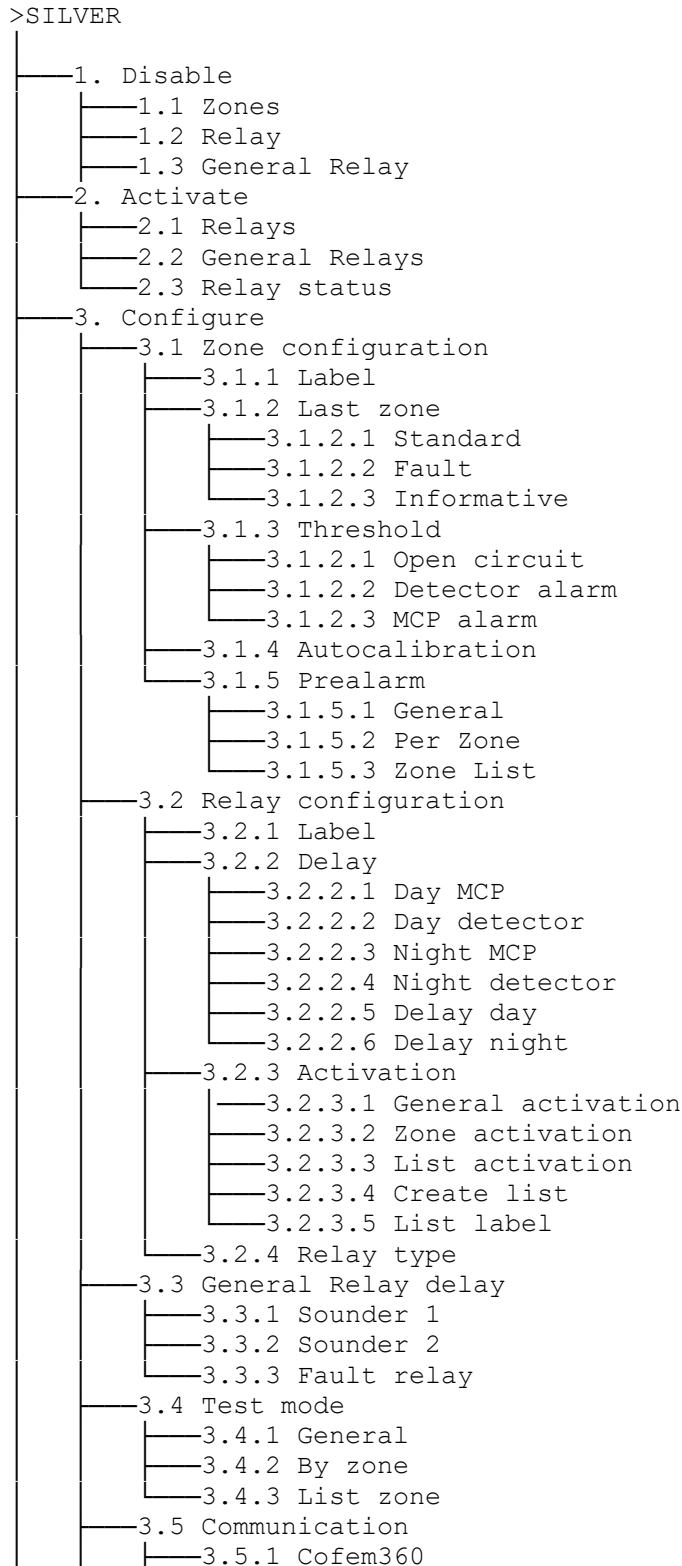 >SILVER
1. Disable
1.1 Zones
1.2 Relay
1.3 General Relay
2. Activate
2.1 Relays
2.2 General Relays
2.3 Relay status
3. Configure
3.1 Zone configuration
3.1.1 Label
3.1.2 Last zone
3.1.2.1 Standard
3.1.2.2 Fault
3.1.2.3 Informative
3.1.3 Threshold
3.1.2.1 Open circuit
3.1.2.2 Detector alarm
3.1.2.3 MCP alarm
3.1.4 Autocalibration
3.1.5 Prealarm
3.1.5.1 General
3.1.5.2 Per Zone
3.1.5.3 Zone List
3.2 Relay configuration
3.2.1 Label
3.2.2 Delay
3.2.2.1 Day MCP
3.2.2.2 Day detector
3.2.2.3 Night MCP
3.2.2.4 Night detector
3.2.2.5 Delay day
3.2.2.6 Delay night
3.2.3 Activation
3.2.3.1 General activation
3.2.3.2 Zone activation
3.2.3.3 List activation
3.2.3.4 Create list
3.2.3.5 List label
3.2.4 Relay type
3.3 General Relay delay
3.3.1 Sounder 1
3.3.2 Sounder 2
3.3.3 Fault relay
3.4 Test mode
3.4.1 General
3.4.2 By zone
3.4.3 List zone
3.5 Communication
3.5.1 Cofem360